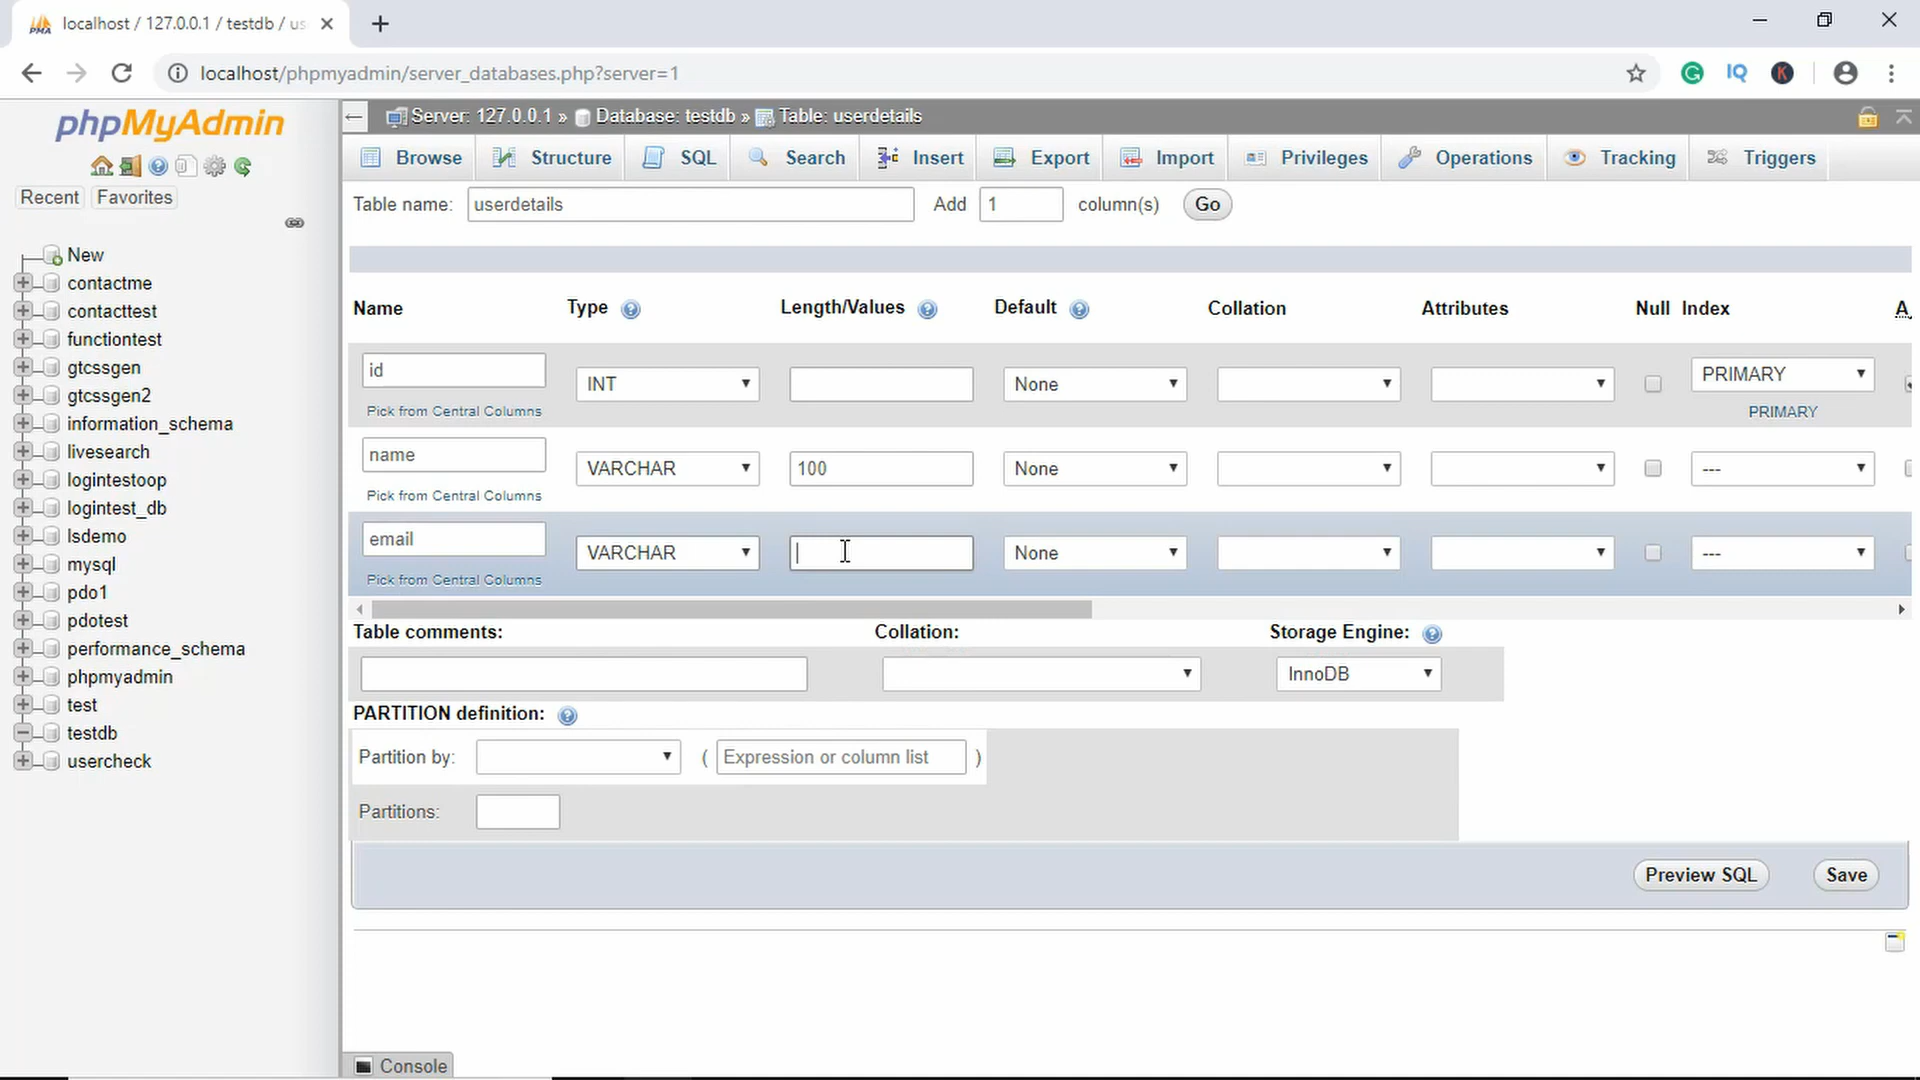 localhost / 127.0.0.1 / testdb / us
localhost/phpmyadmin/server_databases.php?server=1
IQ
K
phpMyAdmin
Recent
Favorites
New
contactme
contacttest
functiontest
gtcssgen
gtcssgen2
information_schema
livesearch
logintestoop
logintest_db
lsdemo
mysql
pdo1
pdotest
performance_schema
phpmyadmin
test
testdb
usercheck
Server: 127.0.0.1 » Database: testdb » Table: userdetails
Browse Structure SQL Search Insert Export Import Privileges Operations Tracking Triggers
Table name: userdetails Add 1 column(s) Go
Name Type Length/Values Default Collation Attributes Null Index A
id INT None PRIMARY
Pick from Central Columns PRIMARY
name VARCHAR 100 None ---
Pick from Central Columns
email VARCHAR None ---
Pick from Central Columns
Table comments: Collation: Storage Engine:
InnoDB
PARTITION definition:
Partition by: ( Expression or column list )
Partitions:
Preview SQL Save
Console